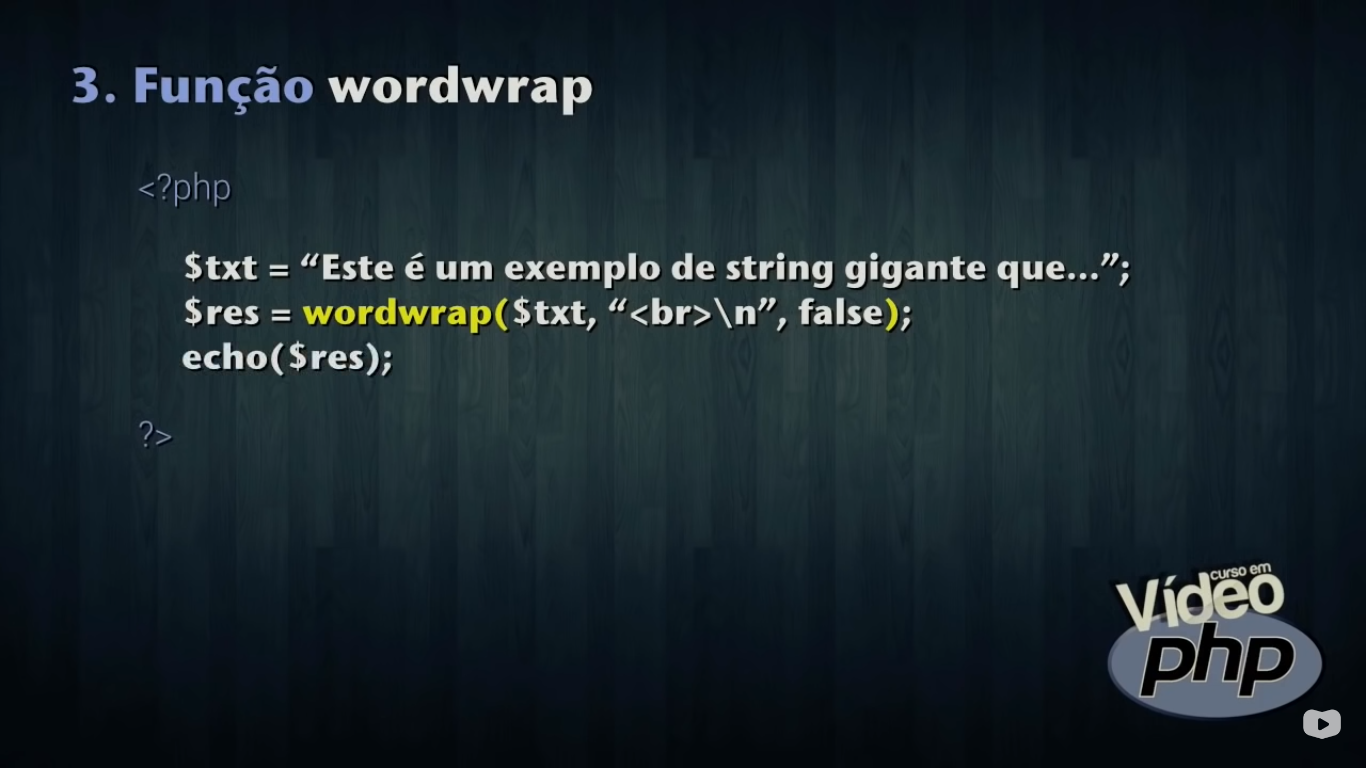 3. Função wordwrap
<?php
$txt = “Este é um exemplo de string gigante que...”;
$res = wordwrap($txt, “<br>\n”, false);
echo($res);
?>
curso em
Vídeo
php